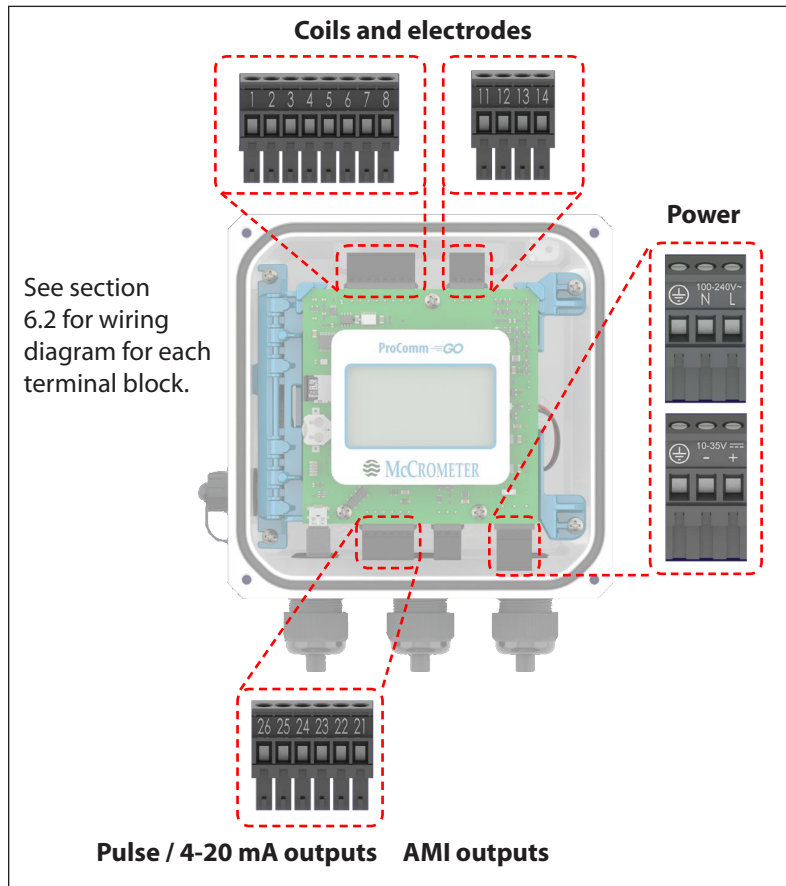 Coils and electrodes
1 2 3 4 5 6 7 8
11 12 13 14
Power
100-240V~
N L
10-35V
- +
See section
6.2 for wiring
diagram for each
terminal block.
ProComm GO
McCROMETER
26 25 24 23 22 21
Pulse / 4-20 mA outputs AMI outputs